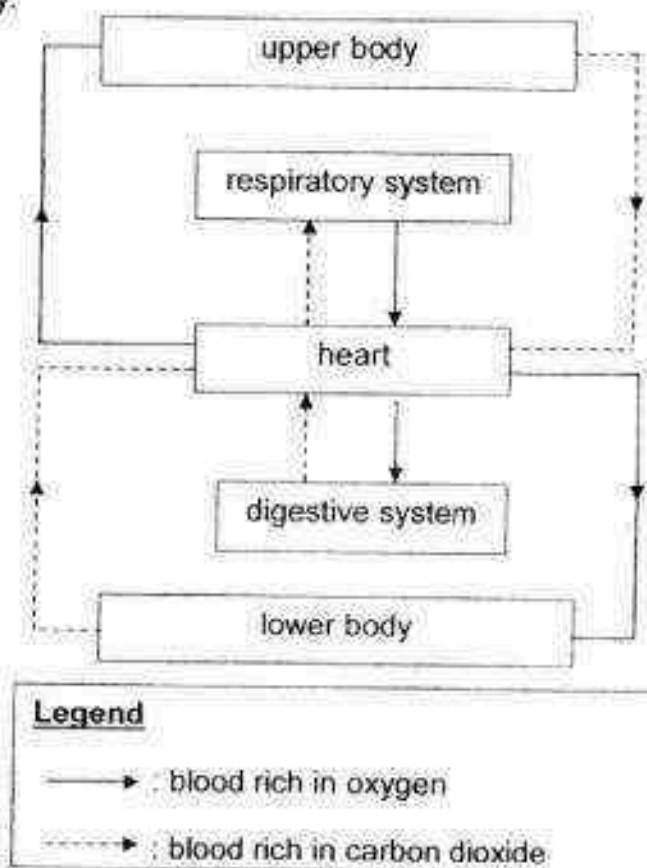 upper body
respiratory system
heart
digestive system
lower body
Legend
: blood rich in oxygen
: blood rich in carbon dioxide